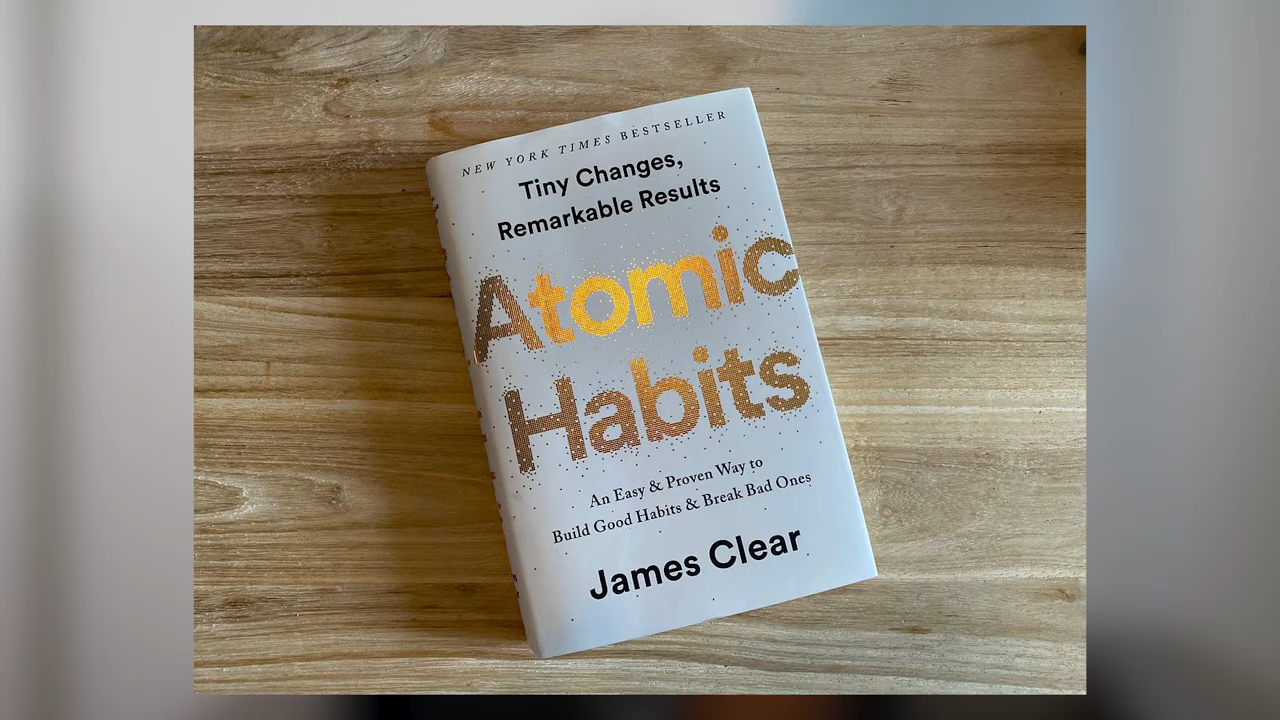 NEW YORK TIMES BESTSELLER
Tiny Changes,
Remarkable Results
Atomic
Habits
An Easy & Proven Way to
Build Good Habits & Break Bad Ones
James Clear